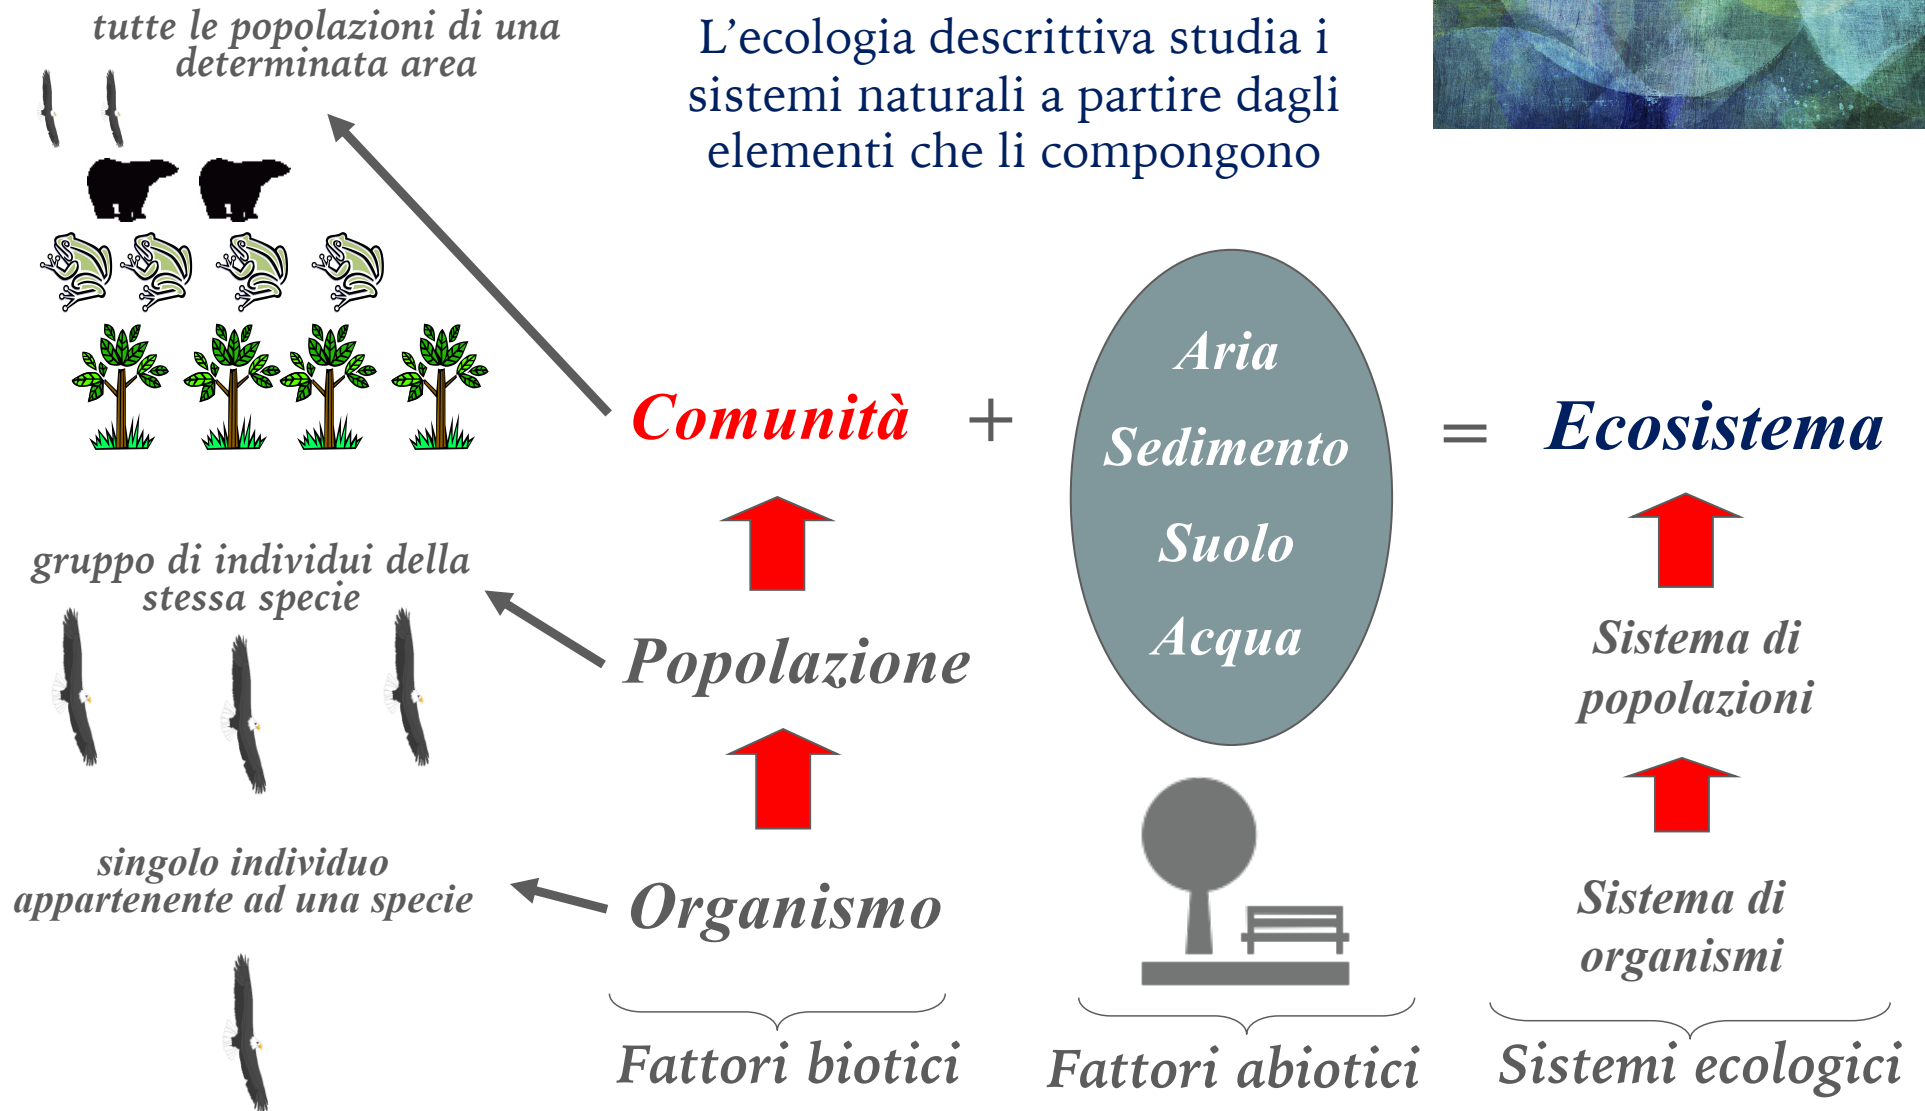 tutte le popolazioni di una
determinata area
L'ecologia descrittiva studia i
sistemi naturali a partire dagli
elementi che li compongono
Comunità
+
Aria
Sedimento
Suolo
Acqua
=
Ecosistema
gruppo di individui della
stessa specie
Popolazione
Sistema di
popolazioni
singolo individuo
appartenente ad una specie
Organismo
Sistema di
organismi
Fattori biotici
Fattori abiotici
Sistemi ecologici